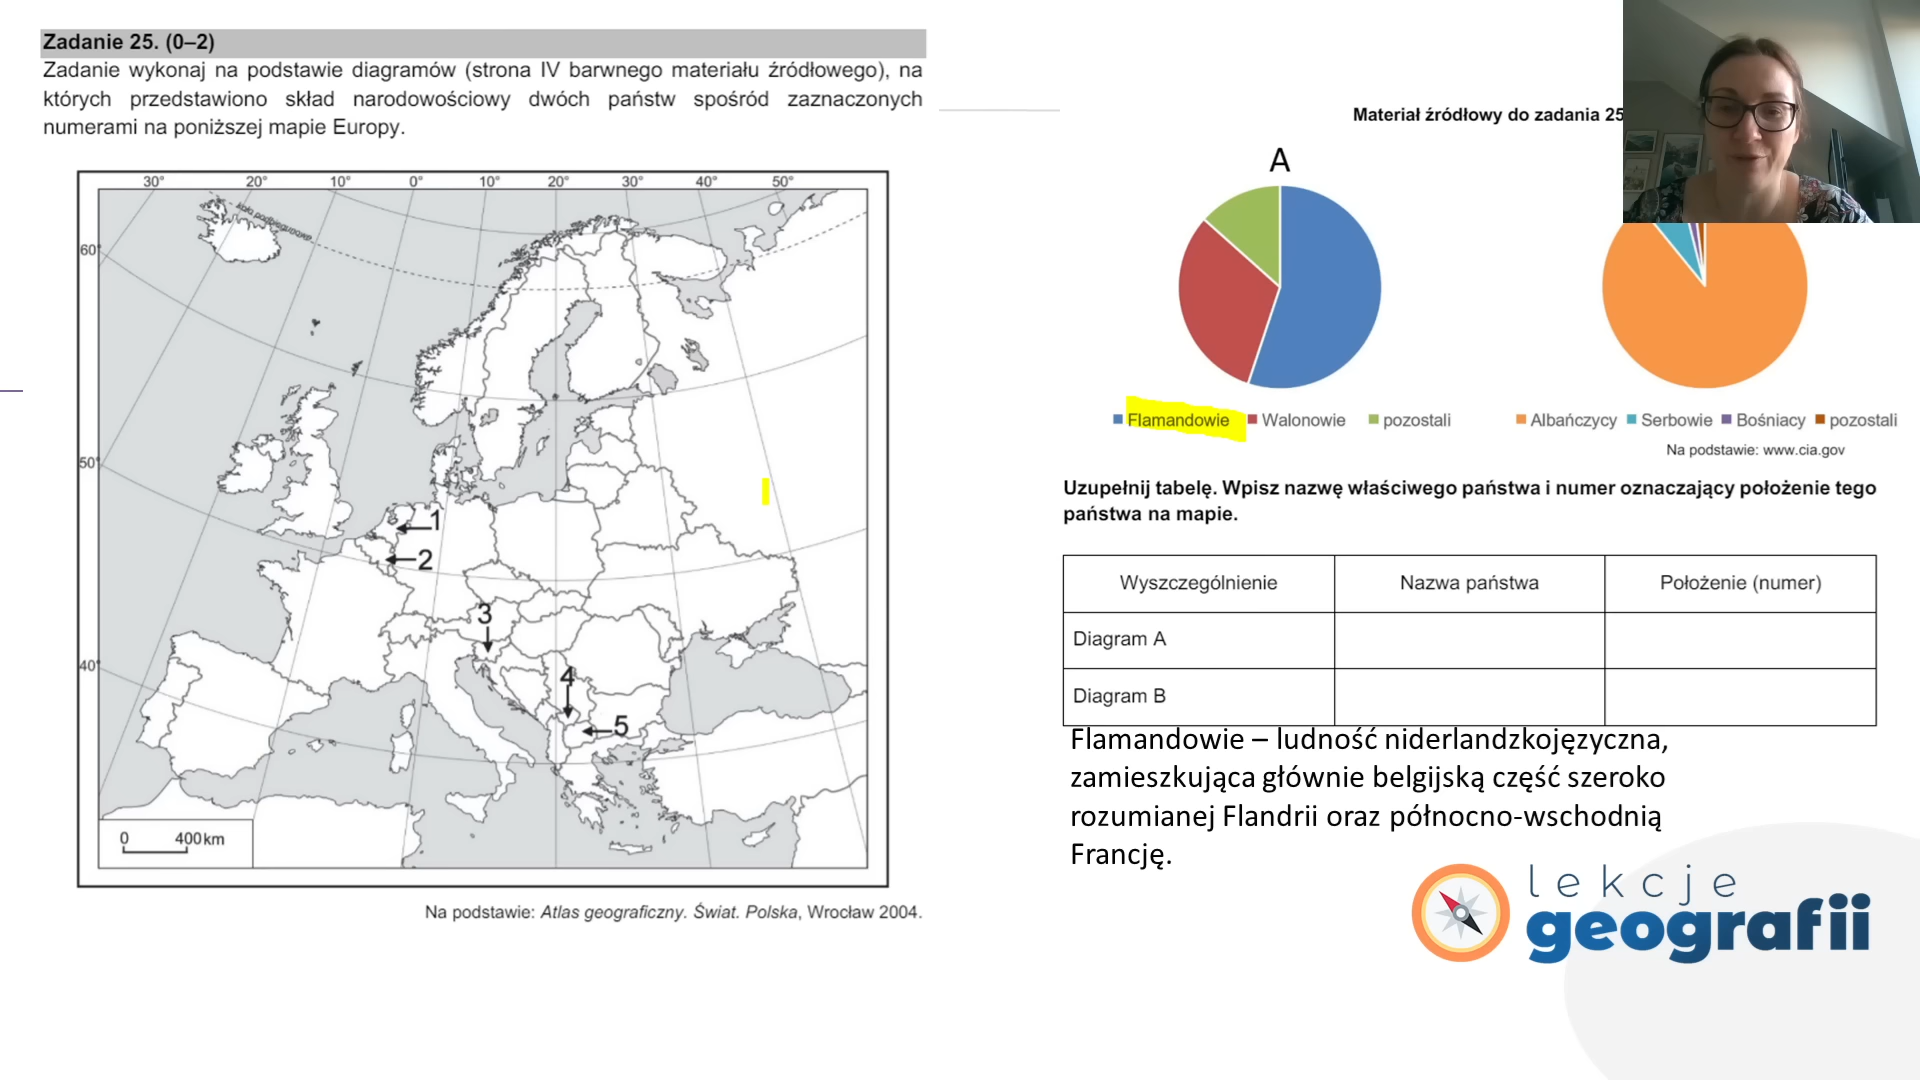 Zadanie 25. (0–2)
Zadanie wykonaj na podstawie diagramów (strona IV barwnego materiału źródłowego), na
których przedstawiono skład narodowościowy dwóch państw spośród zaznaczonych
numerami na poniższej mapie Europy.
30° 20° 10° 0° 10° 20° 30° 40° 50°
koło podbiegunowe
60°
50°
40°
1
2
3
4
5
0 400 km
Na podstawie: Atlas geograficzny. Świat. Polska, Wrocław 2004.
Materiał źródłowy do zadania 25
A
Flamandowie Walonowie pozostali
Albańczycy Serbowie Bośniacy pozostali
Na podstawie: www.cia.gov
Uzupełnij tabelę. Wpisz nazwę właściwego państwa i numer oznaczający położenie tego
państwa na mapie.
Wyszczególnienie Nazwa państwa Położenie (numer)
Diagram A
Diagram B
Flamandowie – ludność niderlandzkojęzyczna,
zamieszkująca głównie belgijską część szeroko
rozumianej Flandrii oraz północno-wschodnią
Francję.
lekcje
geografii